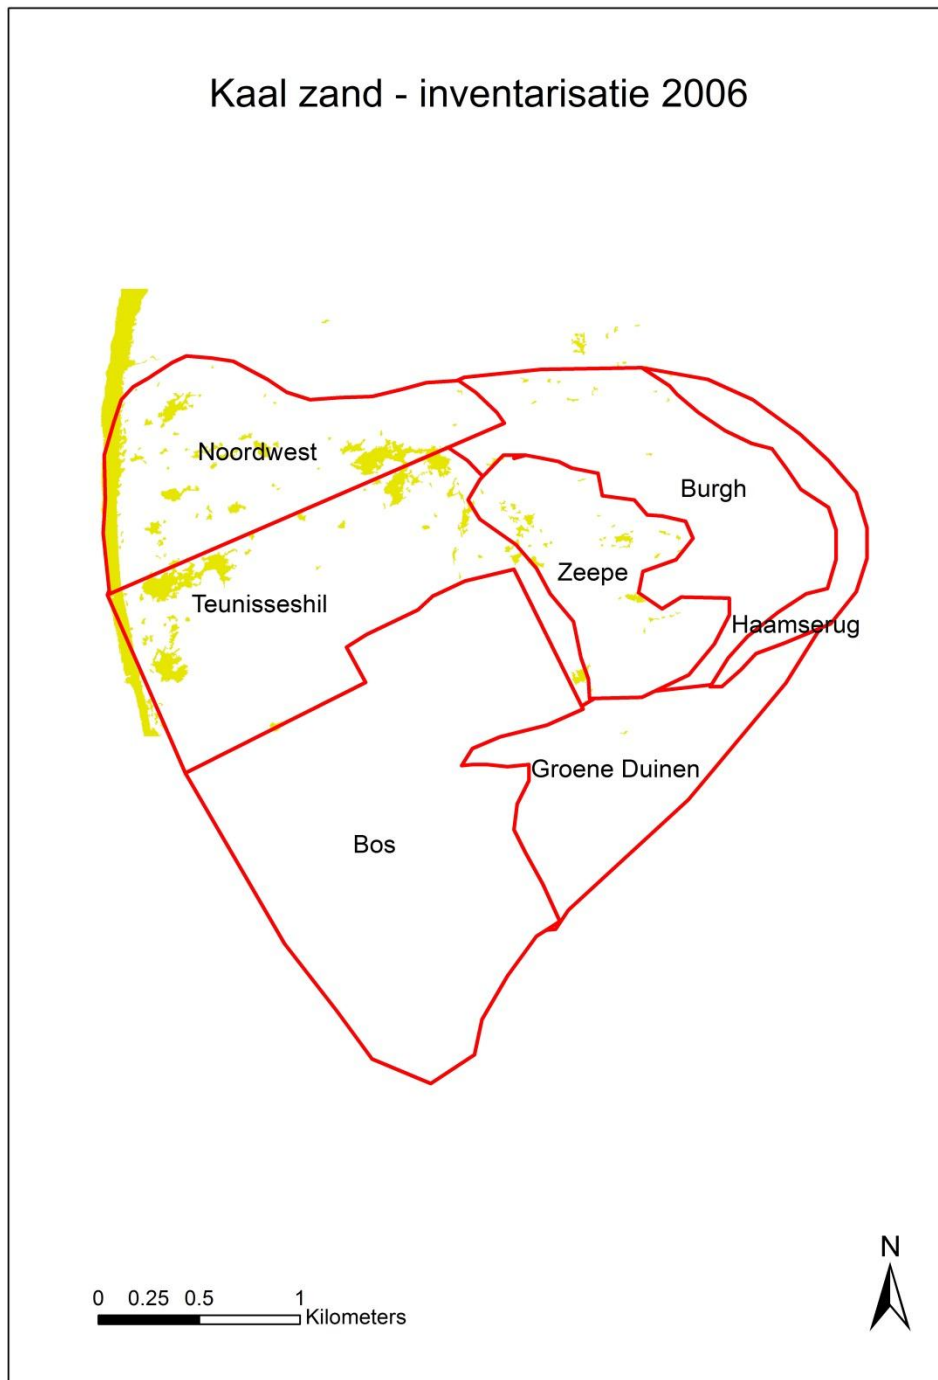 Kaal zand - inventarisatie 2006
Noordwest
Burgh
Zeepe
Teunisseshil
Haamserug
Groene Duinen
Bos
N
0 0.25 0.5 1
Kilometers